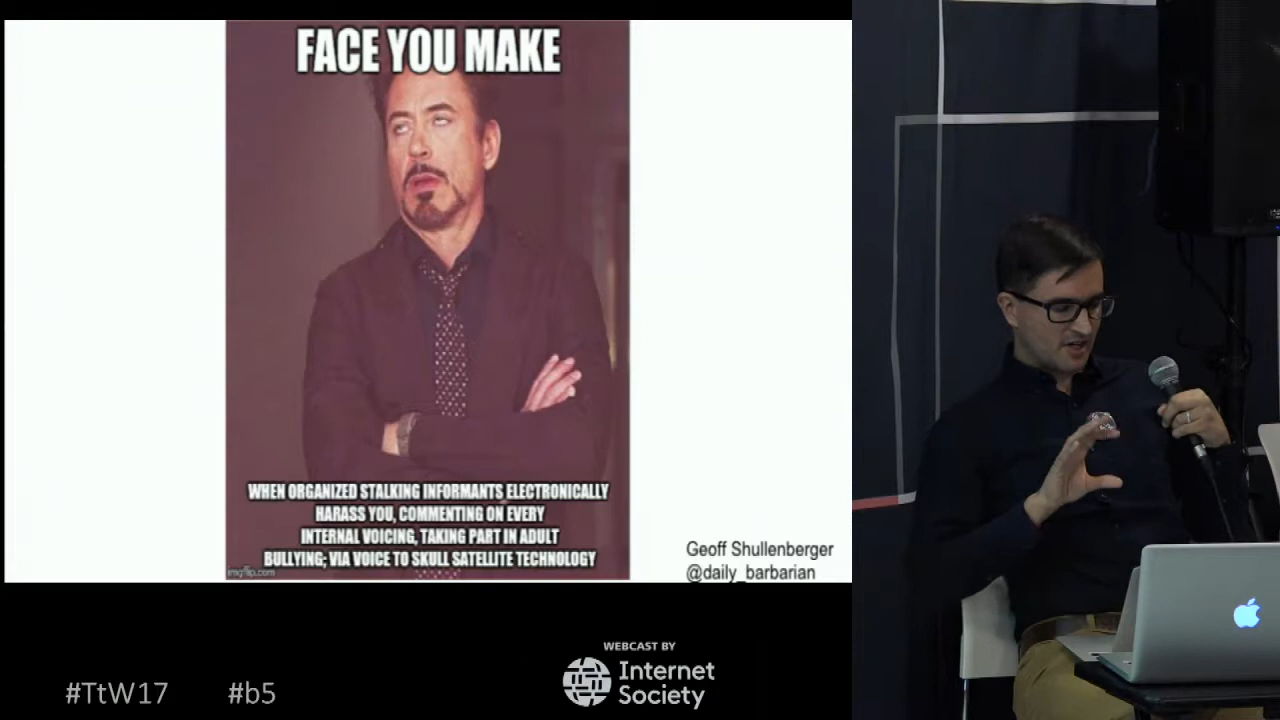 FACE YOU MAKE
WHEN ORGANIZED STALKING INFORMANTS ELECTRONICALLY
HARASS YOU, COMMENTING ON EVERY
INTERNAL VOICING, TAKING PART IN ADULT
BULLYING; VIA VOICE TO SKULL SATELLITE TECHNOLOGY
imgflip.com
Geoff Shullenberger
@daily_barbarian
WEBCAST BY
Internet
Society
#TtW17 #b5